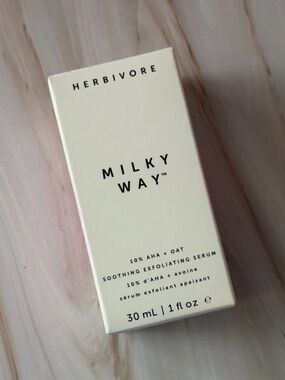 HERBIVORE
MILKY
WAY™
10% AHA + OAT
SOOTHING EXFOLIATING SERUM
10% d'AHA + avoine
sérum exfoliant apaisant
30 mL | 1 fl oz ℮